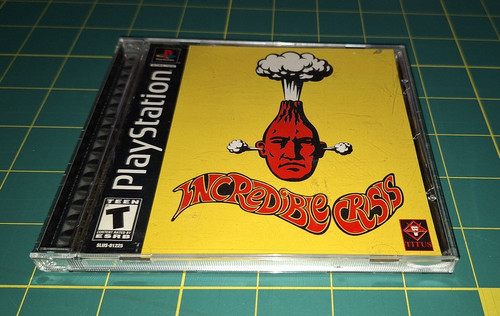 PlayStation
INCREDIBLE CRISIS
TEEN
T
CONTENT RATED BY
ESRB
SLUS-01225
TITUS